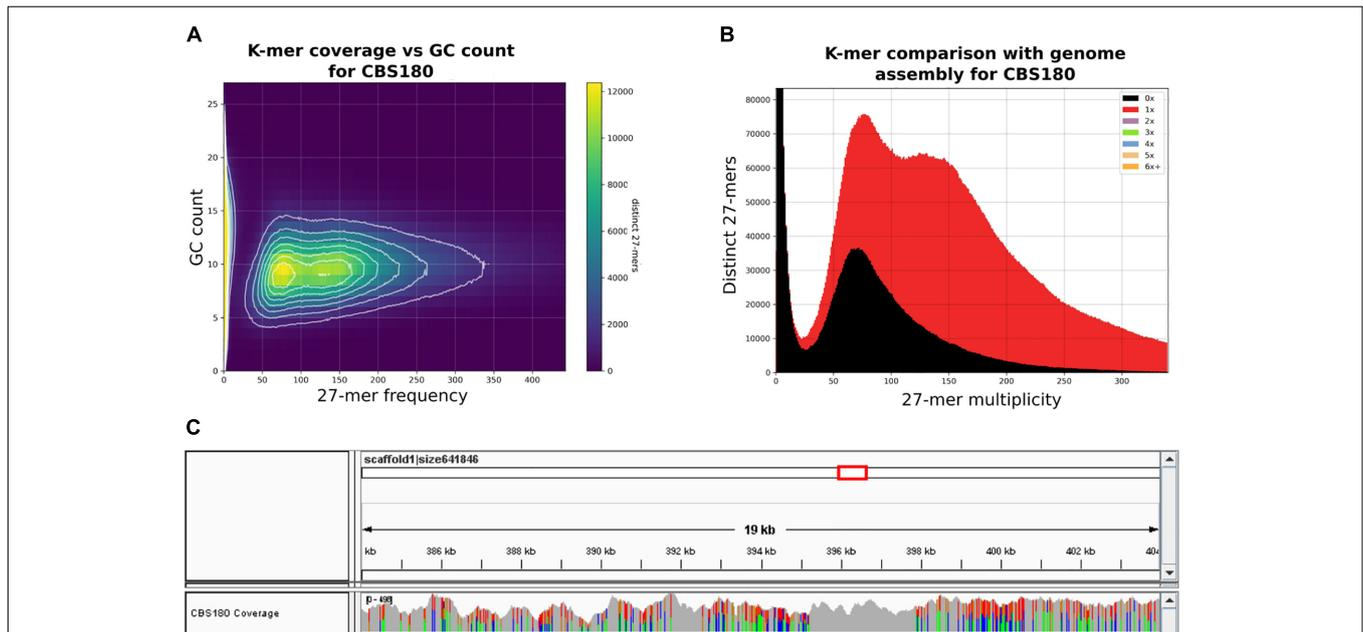 A
K-mer coverage vs GC count
for CBS180
25
20
15
10
5
0
GC count
0 50 100 150 200 250 300 350 400
27-mer frequency
12000
10000
8000
6000
4000
2000
0
distinct 27-mers
B
K-mer comparison with genome
assembly for CBS180
80000
70000
60000
50000
40000
30000
20000
10000
0
Distinct 27-mers
0x
1x
2x
3x
4x
5x
6x+
0 50 100 150 200 250 300
27-mer multiplicity
C
scaffold1|size641846
19 kb
kb 386 kb 388 kb 390 kb 392 kb 394 kb 396 kb 398 kb 400 kb 402 kb 404
CBS180 Coverage